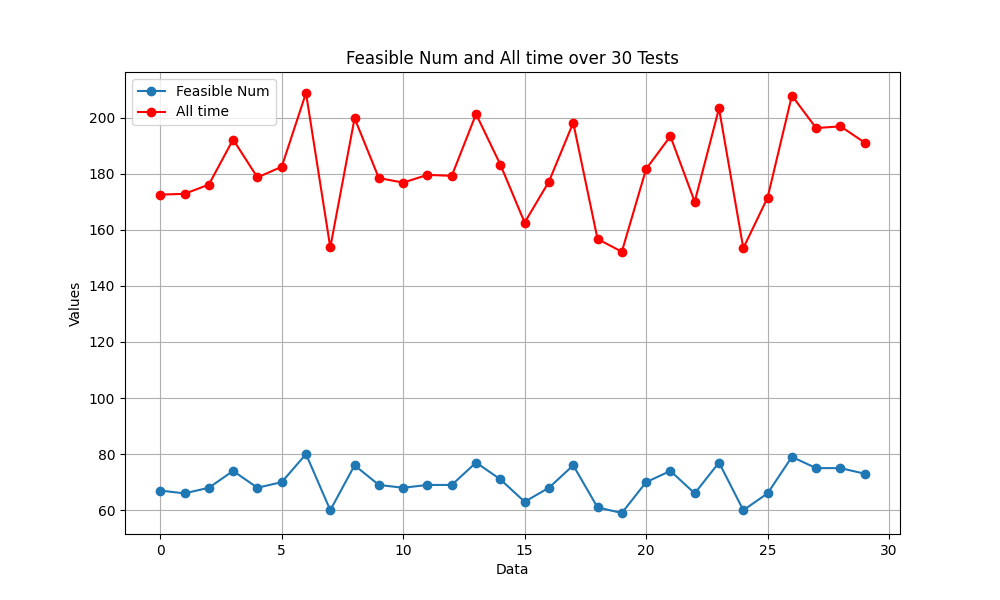 Feasible Num and All time over 30 Tests
Feasible Num
All time
200
180
160
140
120
100
80
60
Values
0 5 10 15 20 25 30
Data